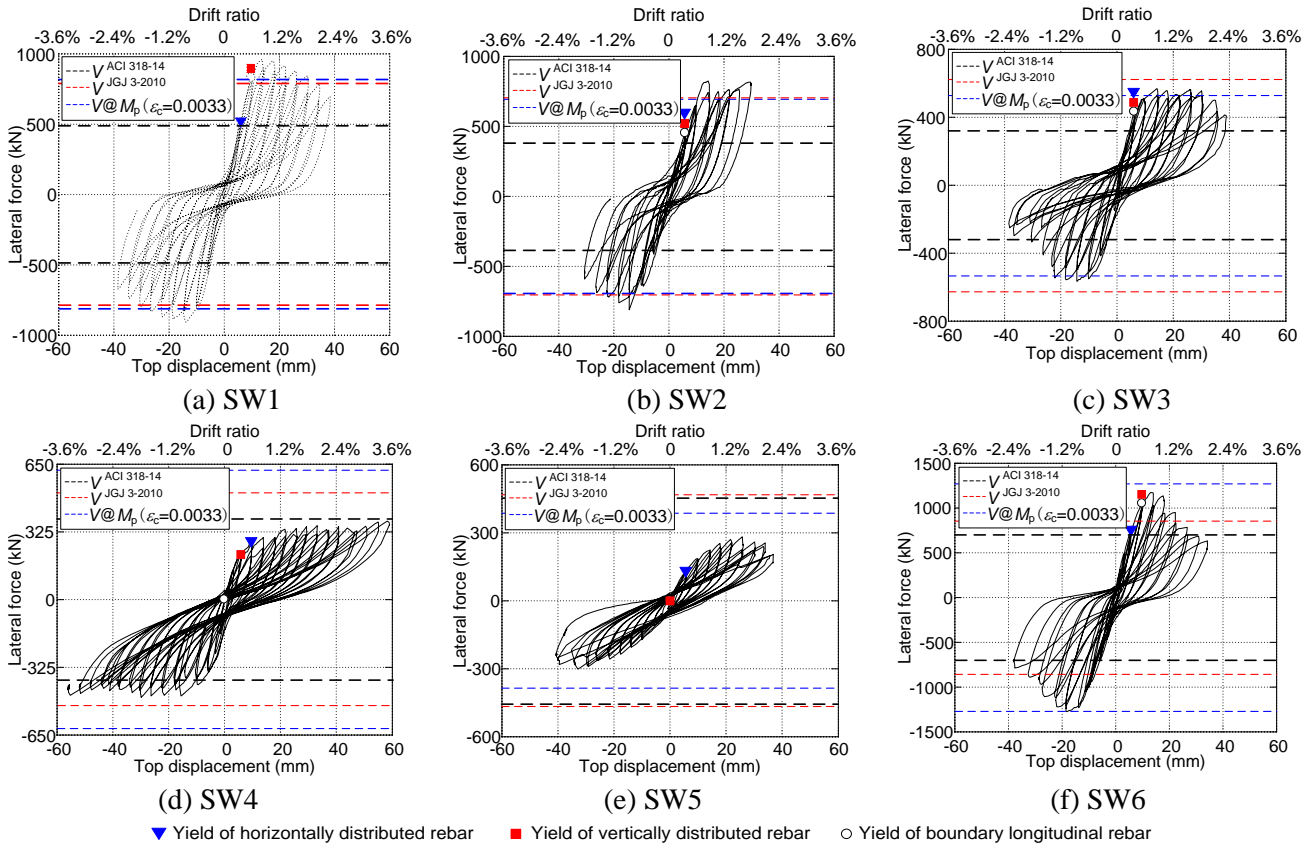 Drift ratio
-3.6% -2.4% -1.2% 0 1.2% 2.4% 3.6%
1000
500
0
-500
-1000
Lateral force (kN)
V ACI 318-14
V JGJ 3-2010
V@Mp (εc=0.0033)
-60 -40 -20 0 20 40 60
Top displacement (mm)
(a) SW1
Drift ratio
-3.6% -2.4% -1.2% 0 1.2% 2.4% 3.6%
1000
500
0
-500
-1000
Lateral force (kN)
V ACI 318-14
V JGJ 3-2010
V@Mp (εc=0.0033)
-60 -40 -20 0 20 40 60
Top displacement (mm)
(b) SW2
Drift ratio
-3.6% -2.4% -1.2% 0 1.2% 2.4% 3.6%
800
400
0
-400
-800
Lateral force (kN)
V ACI 318-14
V JGJ 3-2010
V@Mp (εc=0.0033)
-60 -40 -20 0 20 40 60
Top displacement (mm)
(c) SW3
Drift ratio
-3.6% -2.4% -1.2% 0 1.2% 2.4% 3.6%
650
325
0
-325
-650
Lateral force (kN)
V ACI 318-14
V JGJ 3-2010
V@Mp (εc=0.0033)
-60 -40 -20 0 20 40 60
Top displacement (mm)
(d) SW4
Drift ratio
-3.6% -2.4% -1.2% 0 1.2% 2.4% 3.6%
600
300
0
-300
-600
Lateral force (kN)
V ACI 318-14
V JGJ 3-2010
V@Mp (εc=0.0033)
-60 -40 -20 0 20 40 60
Top displacement (mm)
(e) SW5
Drift ratio
-3.6% -2.4% -1.2% 0 1.2% 2.4% 3.6%
1500
1000
500
0
-500
-1000
-1500
Lateral force (kN)
V ACI 318-14
V JGJ 3-2010
V@Mp (εc=0.0033)
-60 -40 -20 0 20 40 60
Top displacement (mm)
(f) SW6
Yield of horizontally distributed rebar
Yield of vertically distributed rebar
Yield of boundary longitudinal rebar